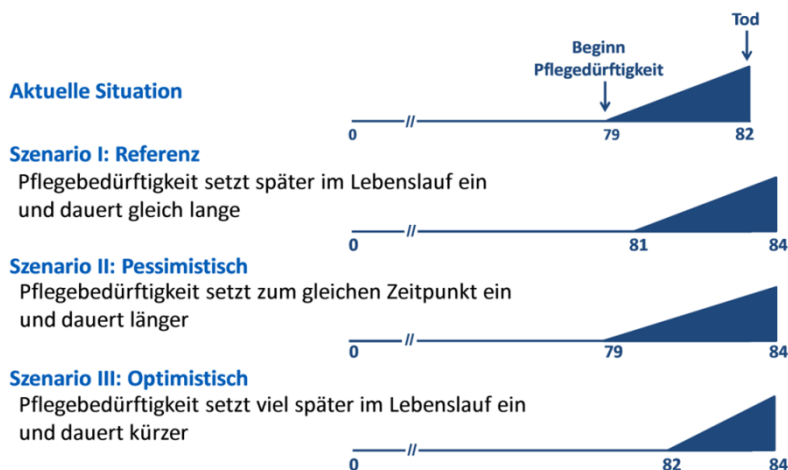 Tod
Beginn
Pflegedürftigkeit
Aktuelle Situation
0 // 79 82
Szenario I: Referenz
Pflegebedürftigkeit setzt später im Lebenslauf ein
und dauert gleich lange
0 // 81 84
Szenario II: Pessimistisch
Pflegebedürftigkeit setzt zum gleichen Zeitpunkt ein
und dauert länger
0 // 79 84
Szenario III: Optimistisch
Pflegebedürftigkeit setzt viel später im Lebenslauf ein
und dauert kürzer
0 // 82 84